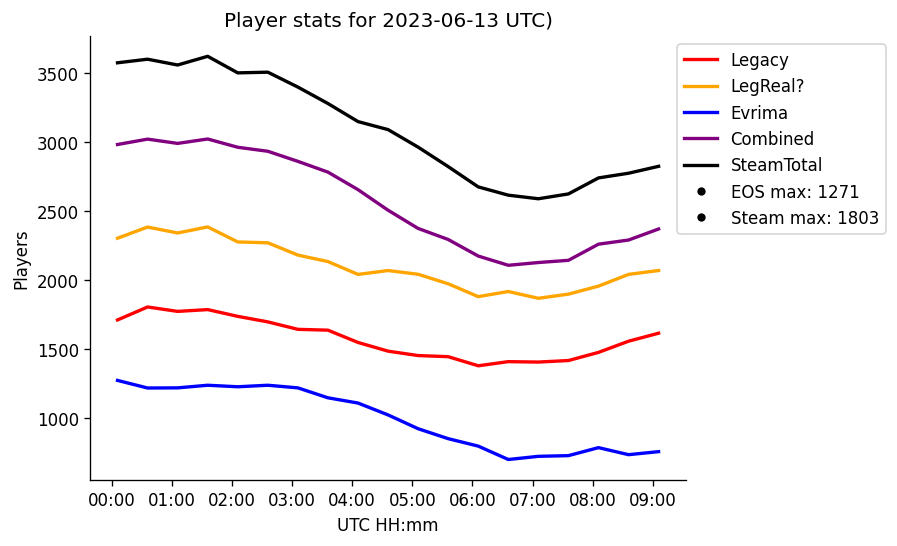 Player stats for 2023-06-13 UTC)
Players
3500
3000
2500
2000
1500
1000
00:00 01:00 02:00 03:00 04:00 05:00 06:00 07:00 08:00 09:00
UTC HH:mm
Legacy
LegReal?
Evrima
Combined
SteamTotal
EOS max: 1271
Steam max: 1803